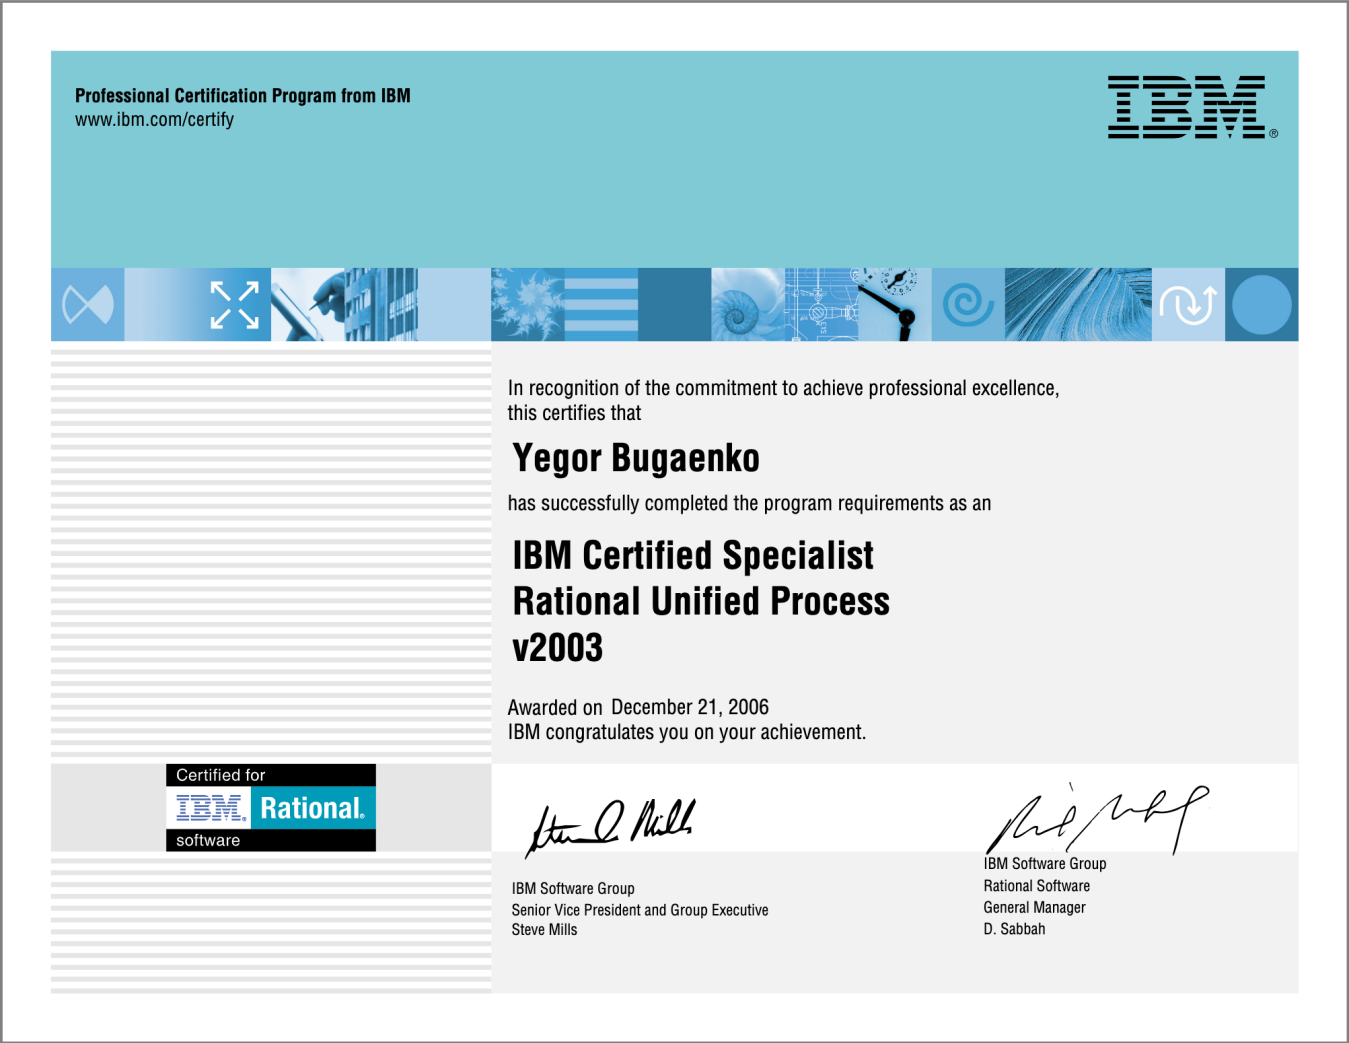 Professional Certification Program from IBM
www.ibm.com/certify
IBM®
In recognition of the commitment to achieve professional excellence,
this certifies that
Yegor Bugaenko
has successfully completed the program requirements as an
IBM Certified Specialist
Rational Unified Process
v2003
Awarded on December 21, 2006
IBM congratulates you on your achievement.
Certified for
IBM® Rational®
software
IBM Software Group
Senior Vice President and Group Executive
Steve Mills
IBM Software Group
Rational Software
General Manager
D. Sabbah